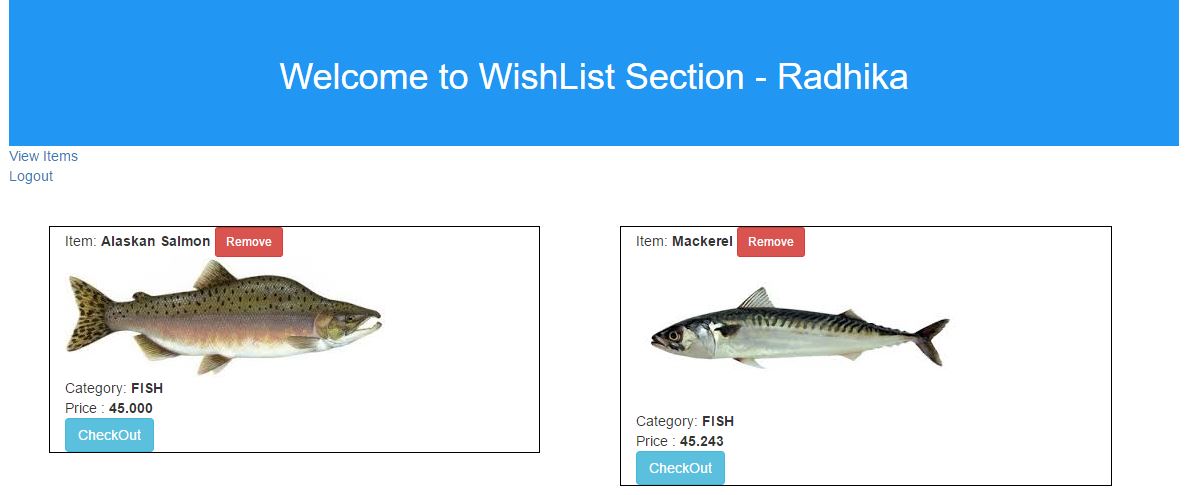 Welcome to WishList Section - Radhika
View Items
Logout
Item: Alaskan Salmon Remove
Category: FISH
Price : 45.000
CheckOut
Item: Mackerel Remove
Category: FISH
Price : 45.243
CheckOut